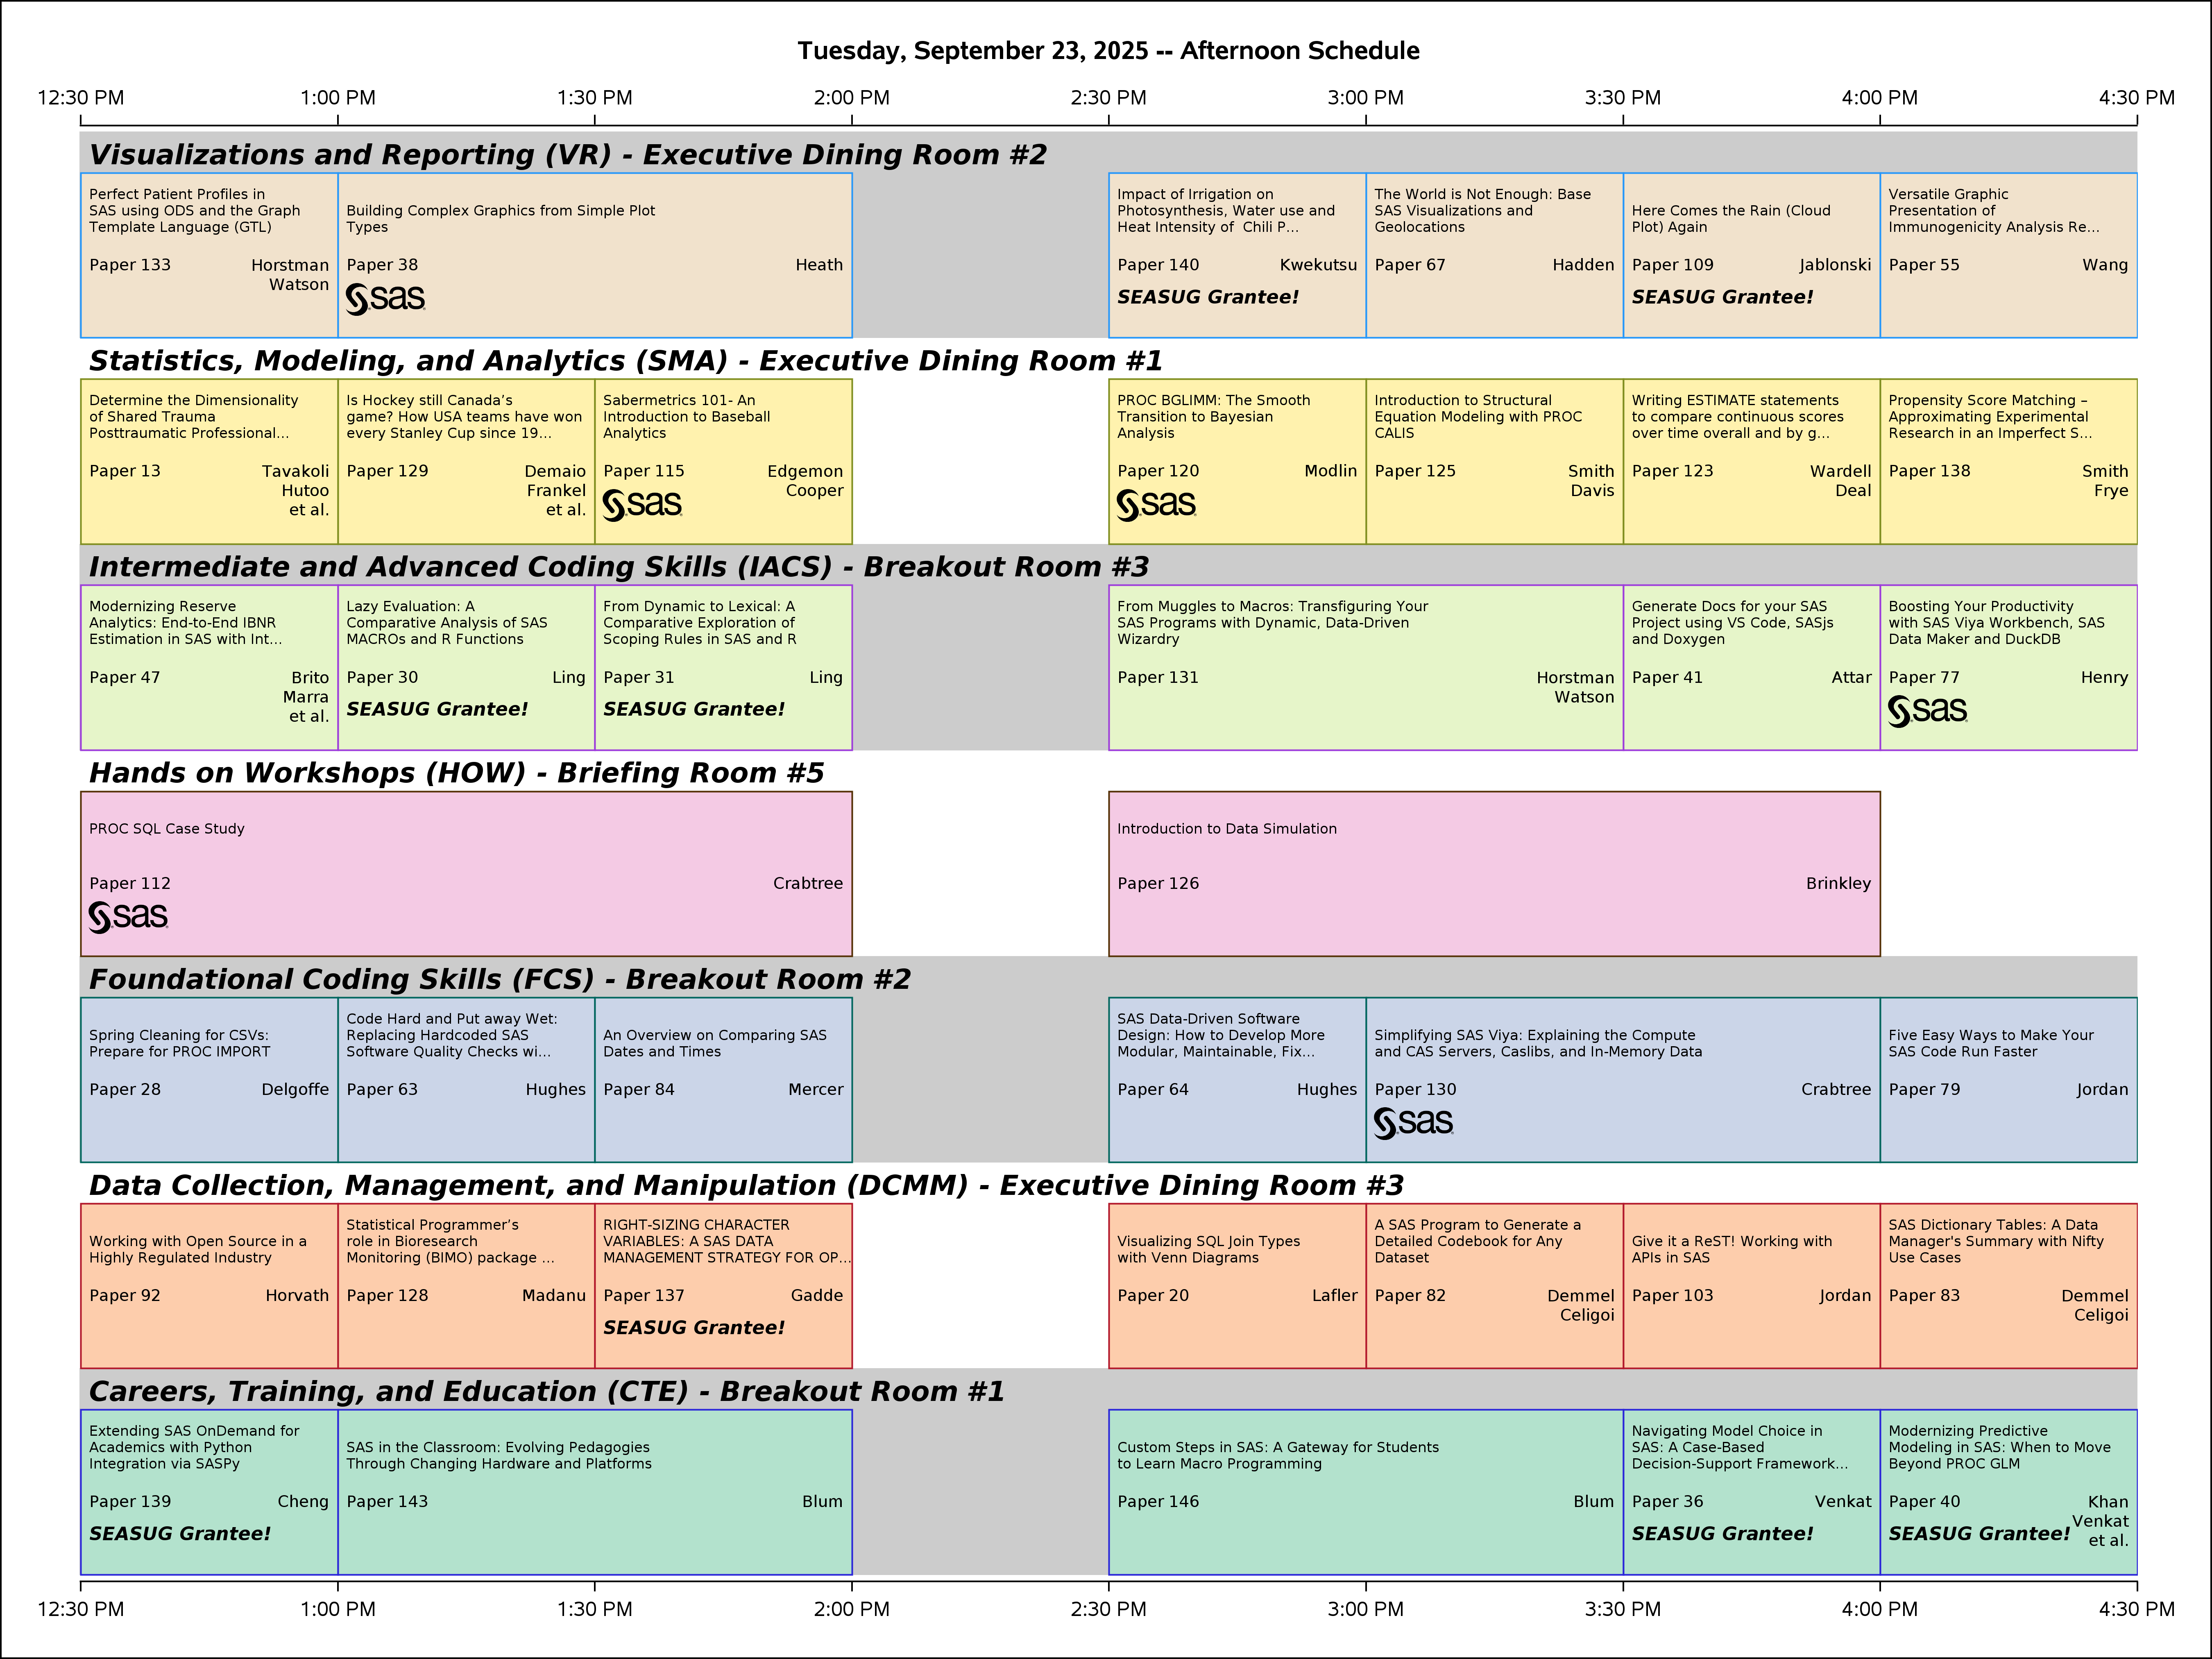 Tuesday, September 23, 2025 -- Afternoon Schedule
12:30 PM 1:00 PM 1:30 PM 2:00 PM 2:30 PM 3:00 PM 3:30 PM 4:00 PM 4:30 PM
Visualizations and Reporting (VR) - Executive Dining Room #2
Perfect Patient Profiles in
SAS using ODS and the Graph
Template Language (GTL)
Paper 133 Horstman
Watson
Building Complex Graphics from Simple Plot
Types
Paper 38 Heath
sas
Impact of Irrigation on
Photosynthesis, Water use and
Heat Intensity of Chili P...
Paper 140 Kwekutsu
SEASUG Grantee!
The World is Not Enough: Base
SAS Visualizations and
Geolocations
Paper 67 Hadden
Here Comes the Rain (Cloud
Plot) Again
Paper 109 Jablonski
SEASUG Grantee!
Versatile Graphic
Presentation of
Immunogenicity Analysis Re...
Paper 55 Wang
Statistics, Modeling, and Analytics (SMA) - Executive Dining Room #1
Determine the Dimensionality
of Shared Trauma
Posttraumatic Professional...
Paper 13 Tavakoli
Hutoo
et al.
Is Hockey still Canada’s
game? How USA teams have won
every Stanley Cup since 19...
Paper 129 Demaio
Frankel
et al.
Sabermetrics 101- An
Introduction to Baseball
Analytics
Paper 115 Edgemon
Cooper
sas
PROC BGLIMM: The Smooth
Transition to Bayesian
Analysis
Paper 120 Modlin
sas
Introduction to Structural
Equation Modeling with PROC
CALIS
Paper 125 Smith
Davis
Writing ESTIMATE statements
to compare continuous scores
over time overall and by g...
Paper 123 Wardell
Deal
Propensity Score Matching –
Approximating Experimental
Research in an Imperfect S...
Paper 138 Smith
Frye
Intermediate and Advanced Coding Skills (IACS) - Breakout Room #3
Modernizing Reserve
Analytics: End-to-End IBNR
Estimation in SAS with Int...
Paper 47 Brito
Marra
et al.
Lazy Evaluation: A
Comparative Analysis of SAS
MACROs and R Functions
Paper 30 Ling
SEASUG Grantee!
From Dynamic to Lexical: A
Comparative Exploration of
Scoping Rules in SAS and R
Paper 31 Ling
SEASUG Grantee!
From Muggles to Macros: Transfiguring Your
SAS Programs with Dynamic, Data-Driven
Wizardry
Paper 131 Horstman
Watson
Generate Docs for your SAS
Project using VS Code, SASjs
and Doxygen
Paper 41 Attar
Boosting Your Productivity
with SAS Viya Workbench, SAS
Data Maker and DuckDB
Paper 77 Henry
sas
Hands on Workshops (HOW) - Briefing Room #5
PROC SQL Case Study
Paper 112 Crabtree
sas
Introduction to Data Simulation
Paper 126 Brinkley
Foundational Coding Skills (FCS) - Breakout Room #2
Spring Cleaning for CSVs:
Prepare for PROC IMPORT
Paper 28 Delgoffe
Code Hard and Put away Wet:
Replacing Hardcoded SAS
Software Quality Checks wi...
Paper 63 Hughes
An Overview on Comparing SAS
Dates and Times
Paper 84 Mercer
SAS Data-Driven Software
Design: How to Develop More
Modular, Maintainable, Fix...
Paper 64 Hughes
Simplifying SAS Viya: Explaining the Compute
and CAS Servers, Caslibs, and In-Memory Data
Paper 130 Crabtree
sas
Five Easy Ways to Make Your
SAS Code Run Faster
Paper 79 Jordan
Data Collection, Management, and Manipulation (DCMM) - Executive Dining Room #3
Working with Open Source in a
Highly Regulated Industry
Paper 92 Horvath
Statistical Programmer’s
role in Bioresearch
Monitoring (BIMO) package ...
Paper 128 Madanu
RIGHT-SIZING CHARACTER
VARIABLES: A SAS DATA
MANAGEMENT STRATEGY FOR OP...
Paper 137 Gadde
SEASUG Grantee!
Visualizing SQL Join Types
with Venn Diagrams
Paper 20 Lafler
A SAS Program to Generate a
Detailed Codebook for Any
Dataset
Paper 82 Demmel
Celigoi
Give it a ReST! Working with
APIs in SAS
Paper 103 Jordan
SAS Dictionary Tables: A Data
Manager's Summary with Nifty
Use Cases
Paper 83 Demmel
Celigoi
Careers, Training, and Education (CTE) - Breakout Room #1
Extending SAS OnDemand for
Academics with Python
Integration via SASPy
Paper 139 Cheng
SEASUG Grantee!
SAS in the Classroom: Evolving Pedagogies
Through Changing Hardware and Platforms
Paper 143 Blum
Custom Steps in SAS: A Gateway for Students
to Learn Macro Programming
Paper 146 Blum
Navigating Model Choice in
SAS: A Case-Based
Decision-Support Framework...
Paper 36 Venkat
SEASUG Grantee!
Modernizing Predictive
Modeling in SAS: When to Move
Beyond PROC GLM
Paper 40 Khan
Venkat
et al.
SEASUG Grantee!
12:30 PM 1:00 PM 1:30 PM 2:00 PM 2:30 PM 3:00 PM 3:30 PM 4:00 PM 4:30 PM